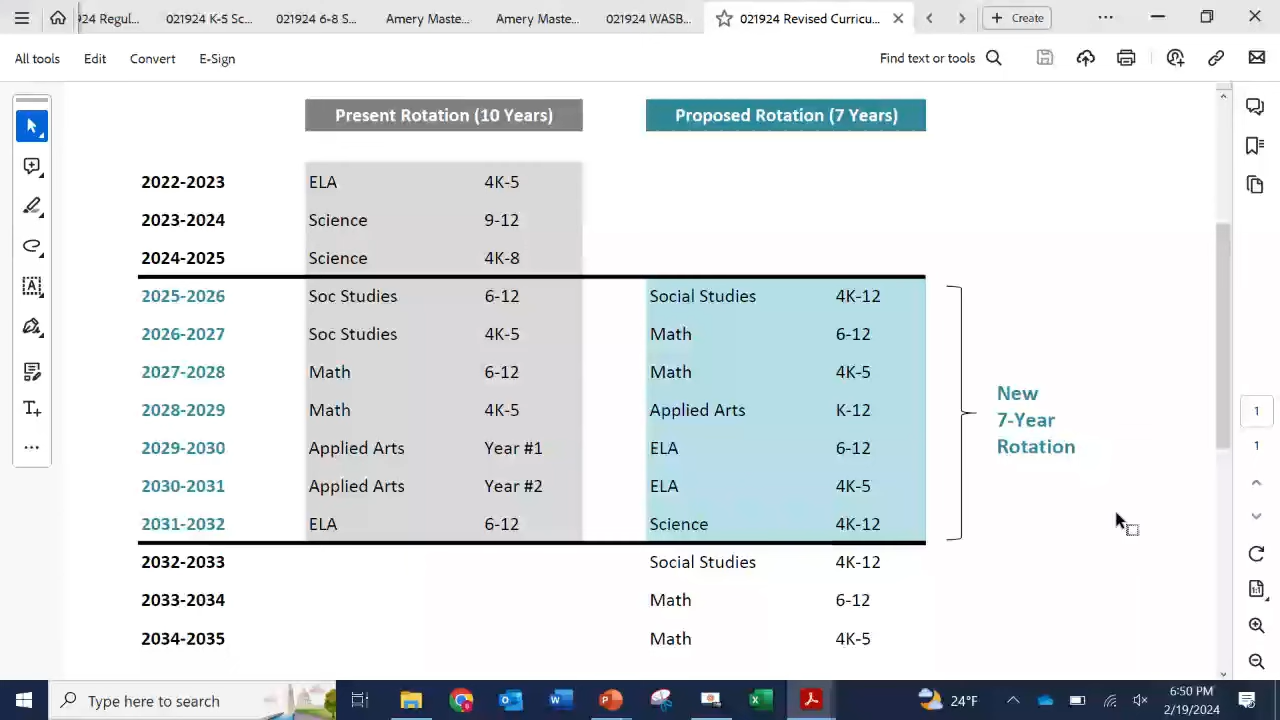 24 Regul...
021924 K-5 Sc...
021924 6-8 S...
Amery Maste...
Amery Maste...
021924 WASB...
021924 Revised Curricu...
Create
All tools
Edit
Convert
E-Sign
Find text or tools
Present Rotation (10 Years)
Proposed Rotation (7 Years)
2022-2023 ELA 4K-5
2023-2024 Science 9-12
2024-2025 Science 4K-8
2025-2026 Soc Studies 6-12 Social Studies 4K-12
2026-2027 Soc Studies 4K-5 Math 6-12
2027-2028 Math 6-12 Math 4K-5
2028-2029 Math 4K-5 Applied Arts K-12
2029-2030 Applied Arts Year #1 ELA 6-12
2030-2031 Applied Arts Year #2 ELA 4K-5
2031-2032 ELA 6-12 Science 4K-12
2032-2033 Social Studies 4K-12
2033-2034 Math 6-12
2034-2035 Math 4K-5
New
7-Year
Rotation
1
1
Type here to search
24°F
6:50 PM
2/19/2024